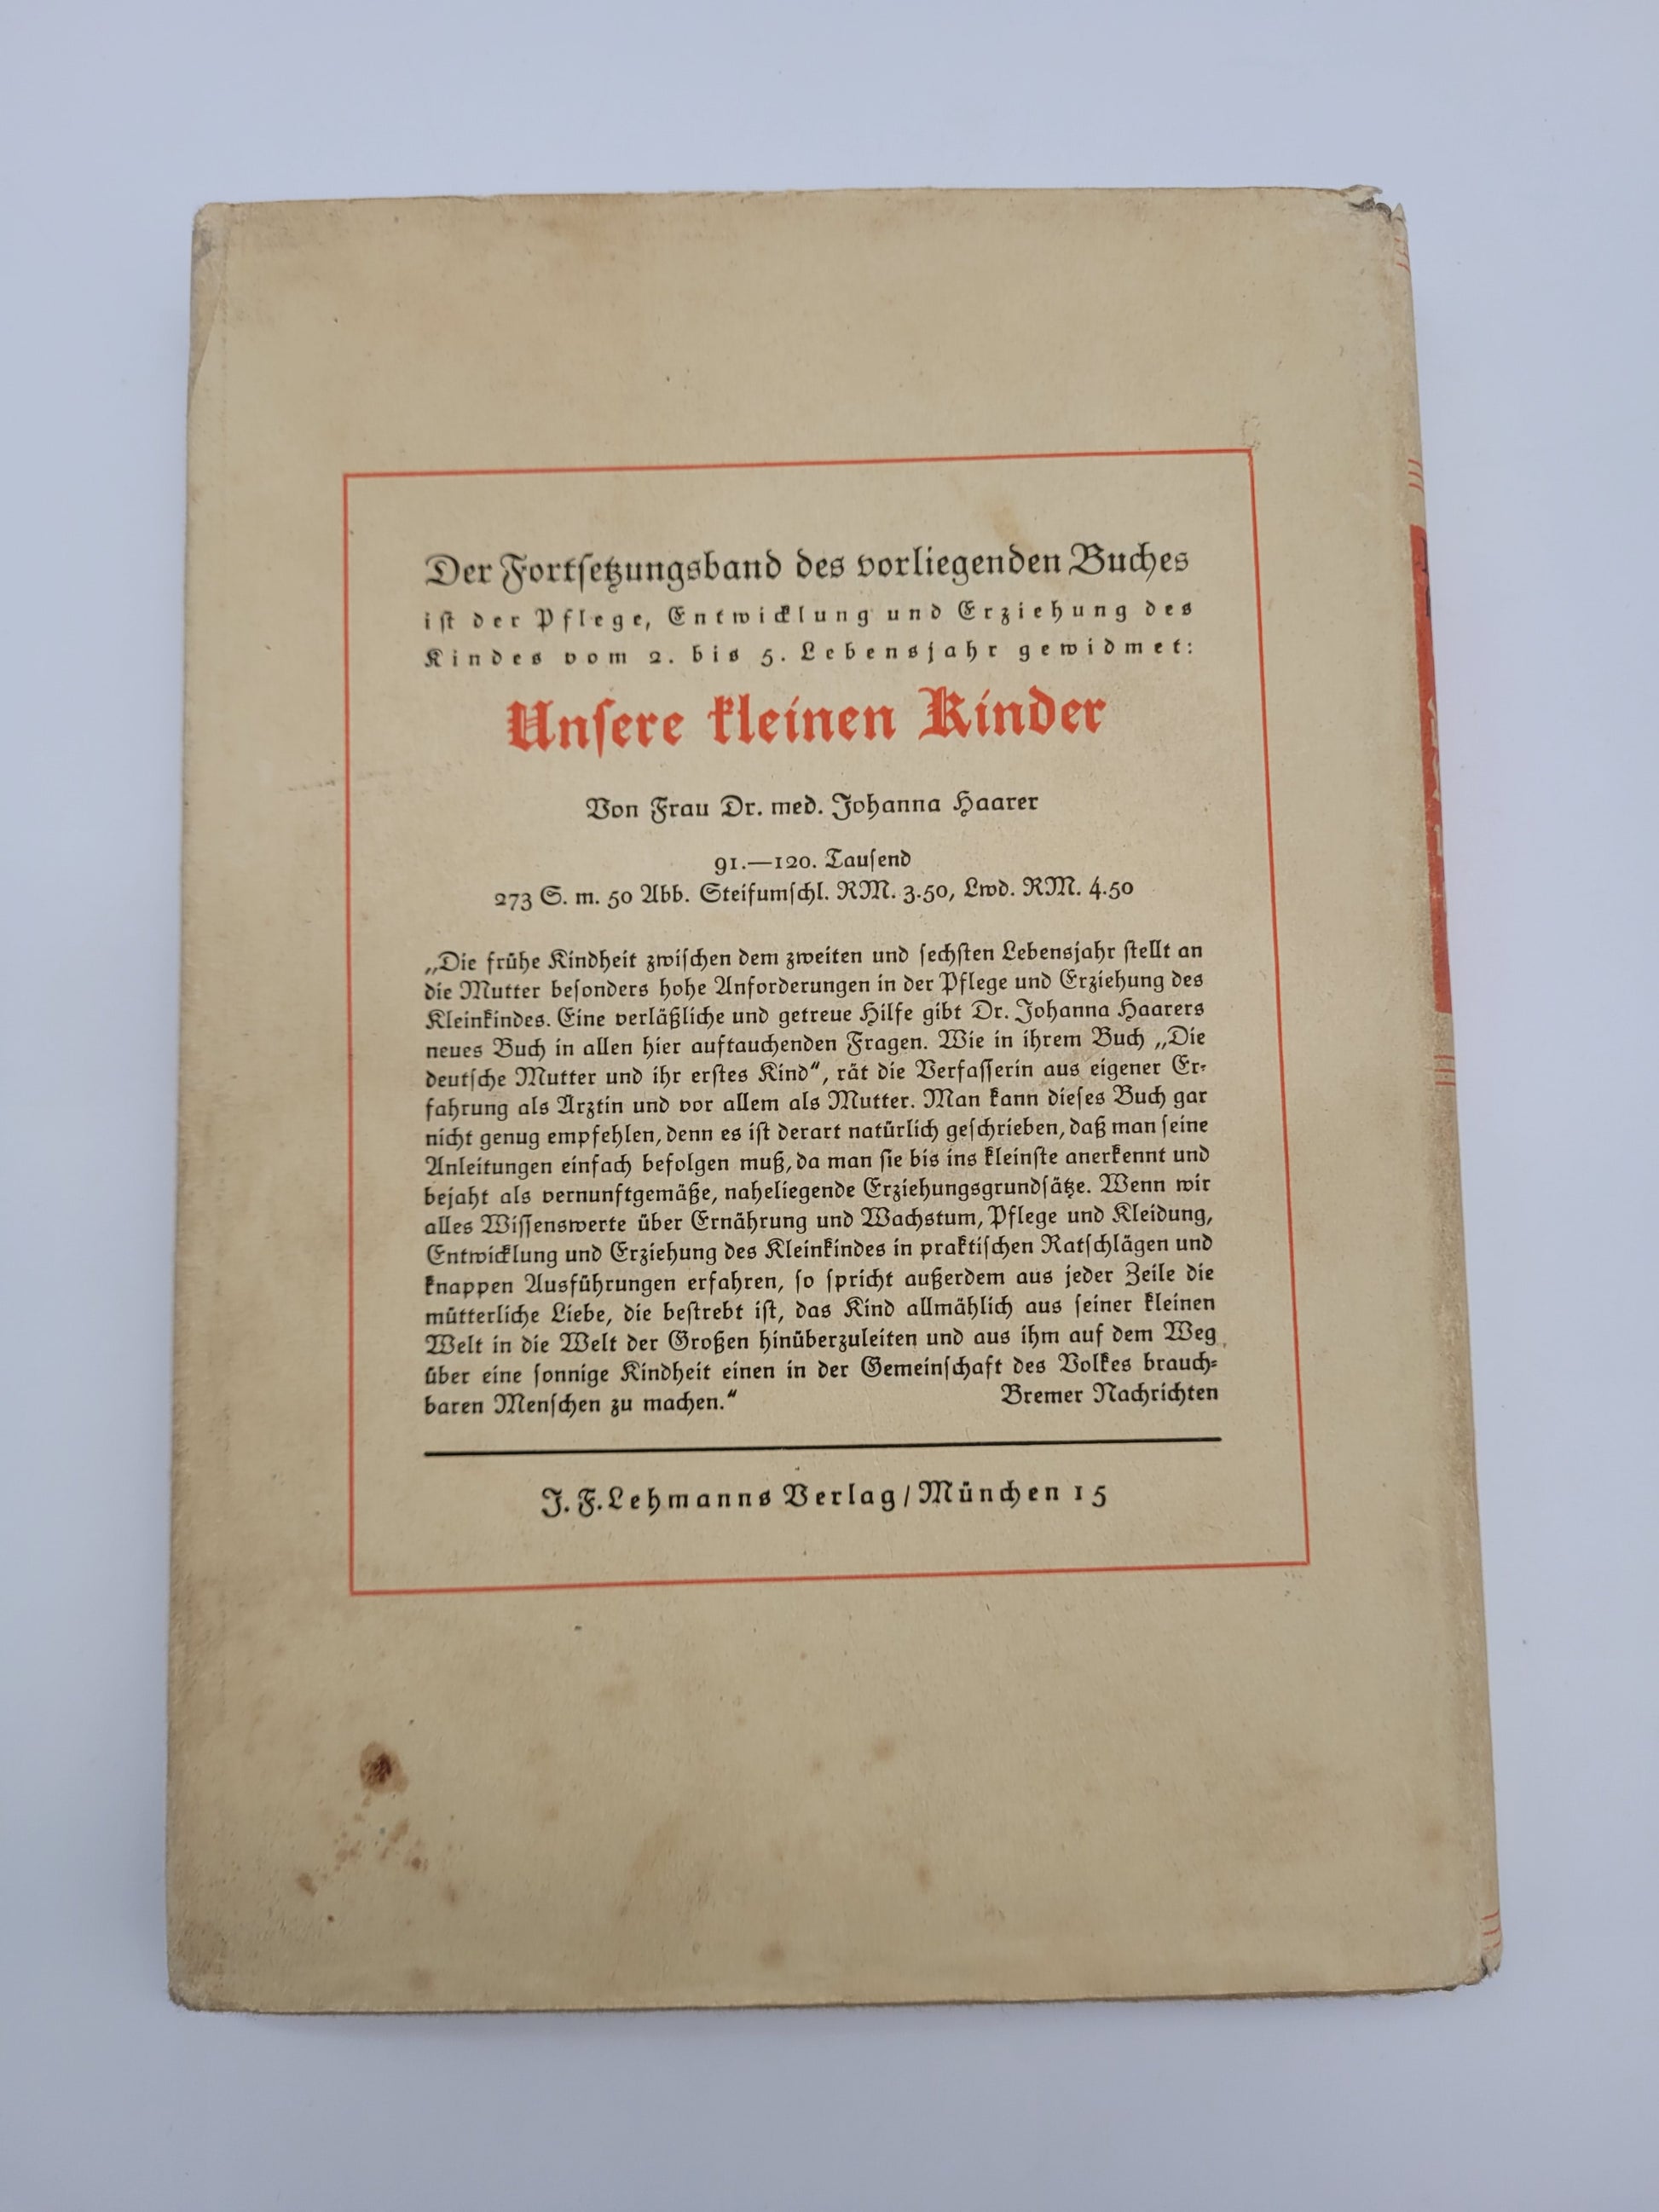 Der Fortſetzungsband des vorliegenden Buches
iſt der Pflege, Entwicklung und Erziehung des
Kindes vom 2. bis 5. Lebensjahr gewidmet:
Unſere kleinen Kinder
Von Frau Dr. med. Johanna Haarer
91.—120. Tauſend
273 S. m. 50 Abb. Steifumſchl. RM. 3.50, Lwd. RM. 4.50
„Die frühe Kindheit zwiſchen dem zweiten und ſechſten Lebensjahr ſtellt an
die Mutter beſonders hohe Anforderungen in der Pflege und Erziehung des
Kleinkindes. Eine verläßliche und getreue Hilfe gibt Dr. Johanna Haarers
neues Buch in allen hier auftauchenden Fragen. Wie in ihrem Buch „Die
deutſche Mutter und ihr erſtes Kind“, rät die Verfaſſerin aus eigener Er-
fahrung als Ärztin und vor allem als Mutter. Man kann dieſes Buch gar
nicht genug empfehlen, denn es iſt derart natürlich geſchrieben, daß man ſeine
Anleitungen einfach befolgen muß, da man ſie bis ins kleinſte anerkennt und
bejaht als vernunftgemäße, naheliegende Erziehungsgrundſätze. Wenn wir
alles Wiſſenswerte über Ernährung und Wachstum, Pflege und Kleidung,
Entwicklung und Erziehung des Kleinkindes in praktiſchen Ratſchlägen und
knappen Ausführungen erfahren, ſo ſpricht außerdem aus jeder Zeile die
mütterliche Liebe, die beſtrebt iſt, das Kind allmählich aus ſeiner kleinen
Welt in die Welt der Großen hinüberzuleiten und aus ihm auf dem Weg
über eine ſonnige Kindheit einen in der Gemeinſchaft des Volkes brauch-
baren Menſchen zu machen.“ Bremer Nachrichten
J. F. Lehmanns Verlag / München 15